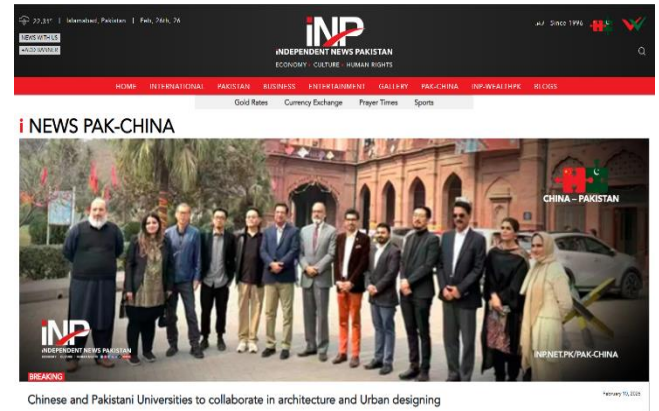 22.31° | Islamabad, Pakistan | Feb, 26th, 26
NEWS WITH US
iNP
INDEPENDENT NEWS PAKISTAN
ECONOMY · CULTURE · HUMAN RIGHTS
Since 1996
HOME INTERNATIONAL PAKISTAN BUSINESS ENTERTAINMENT GALLERY PAK-CHINA INP-WEALTHPK BLOGS
Gold Rates Currency Exchange Prayer Times Sports
i NEWS PAK-CHINA
CHINA – PAKISTAN
iNP
INDEPENDENT NEWS PAKISTAN
INP.NET.PK/PAK-CHINA
BREAKING
Chinese and Pakistani Universities to collaborate in architecture and Urban designing